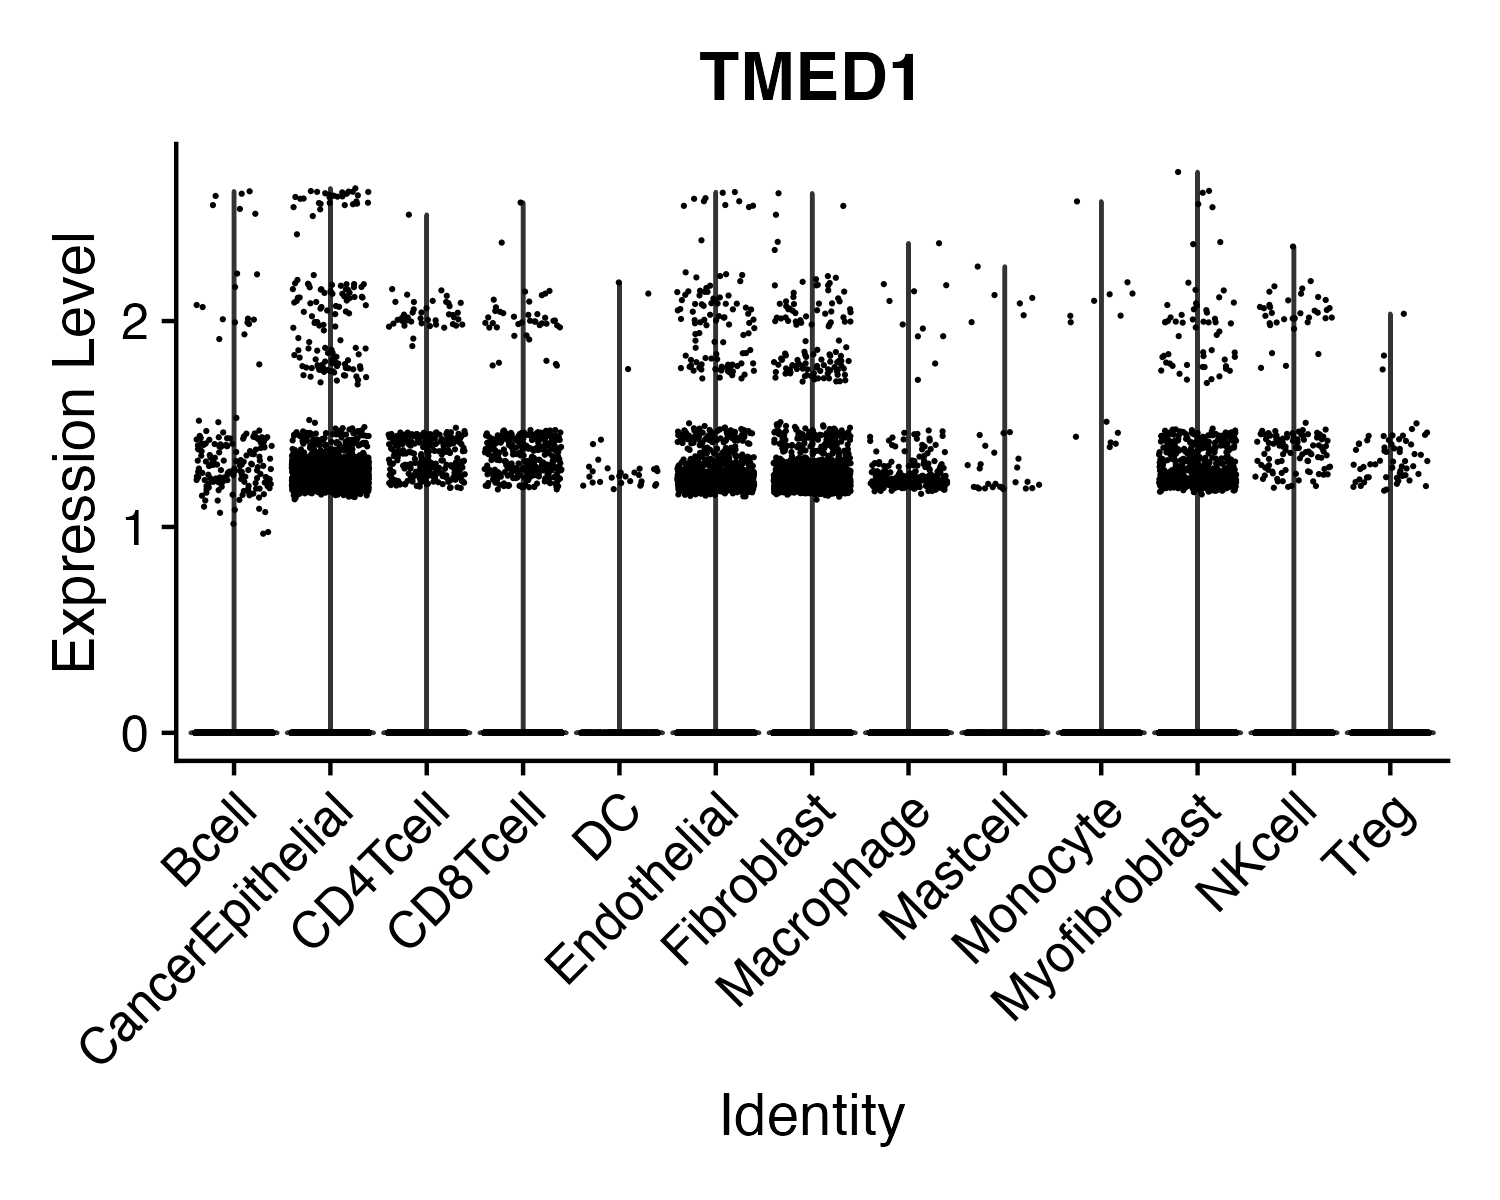 TMED1
Expression Level
2
1
0
Bcell
CancerEpithelial
CD4Tcell
CD8Tcell
DC
Endothelial
Fibroblast
Macrophage
Mastcell
Monocyte
Myofibroblast
NKcell
Treg
Identity